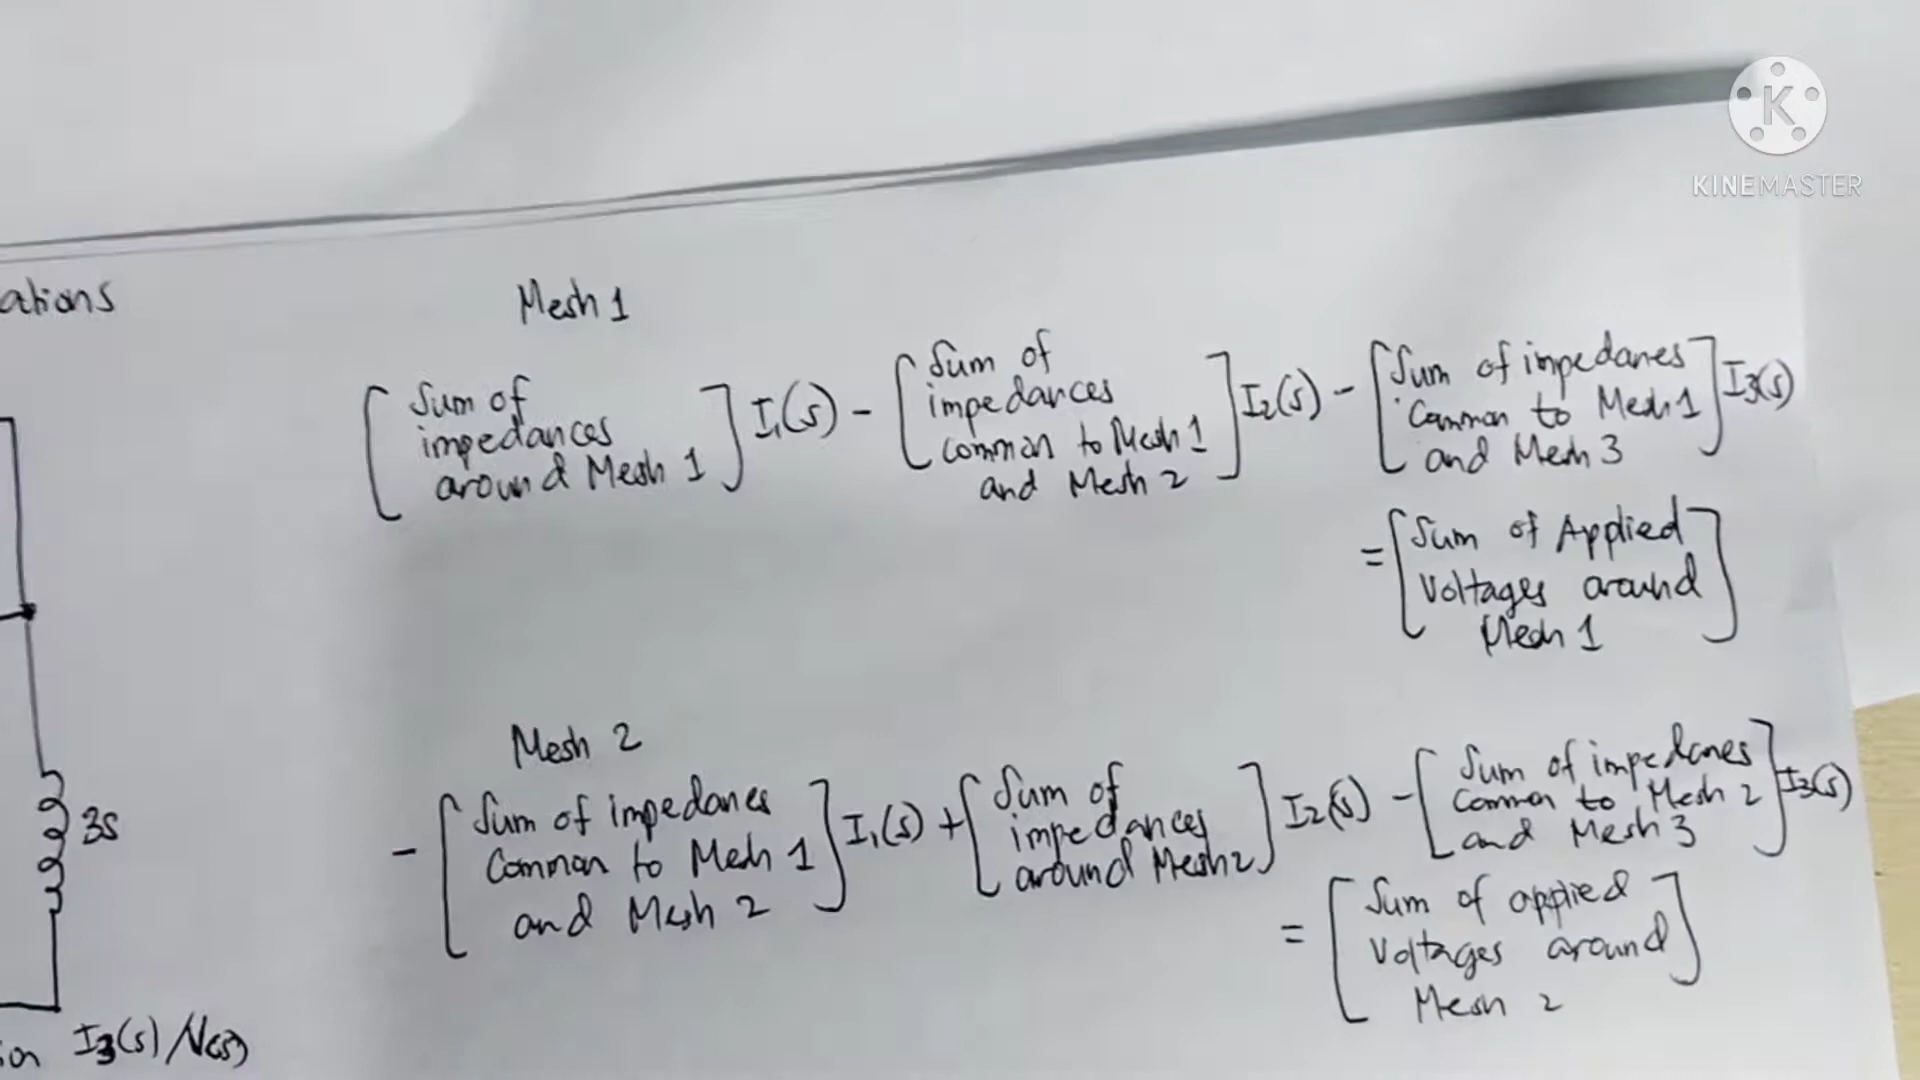 K
KINEMASTER
ations
Mesh 1
[Sum of impedances around Mesh 1] I₁(s) - [Sum of impedances common to Mesh 1 and Mesh 2] I₂(s) - [Sum of impedanes Common to Mesh 1 and Mesh 3] I₃(s)
= [Sum of Applied Voltages around Mesh 1]
Mesh 2
- [Sum of impedanes Common to Mesh 1 and Mesh 2] I₁(s) + [Sum of impedances around Mesh 2] I₂(s) - [Sum of impedanes Common to Mesh 2 and Mesh 3] I₃(s)
= [Sum of applied Voltages around Mesh 2]
3s
ion I₃(s)/V(s)